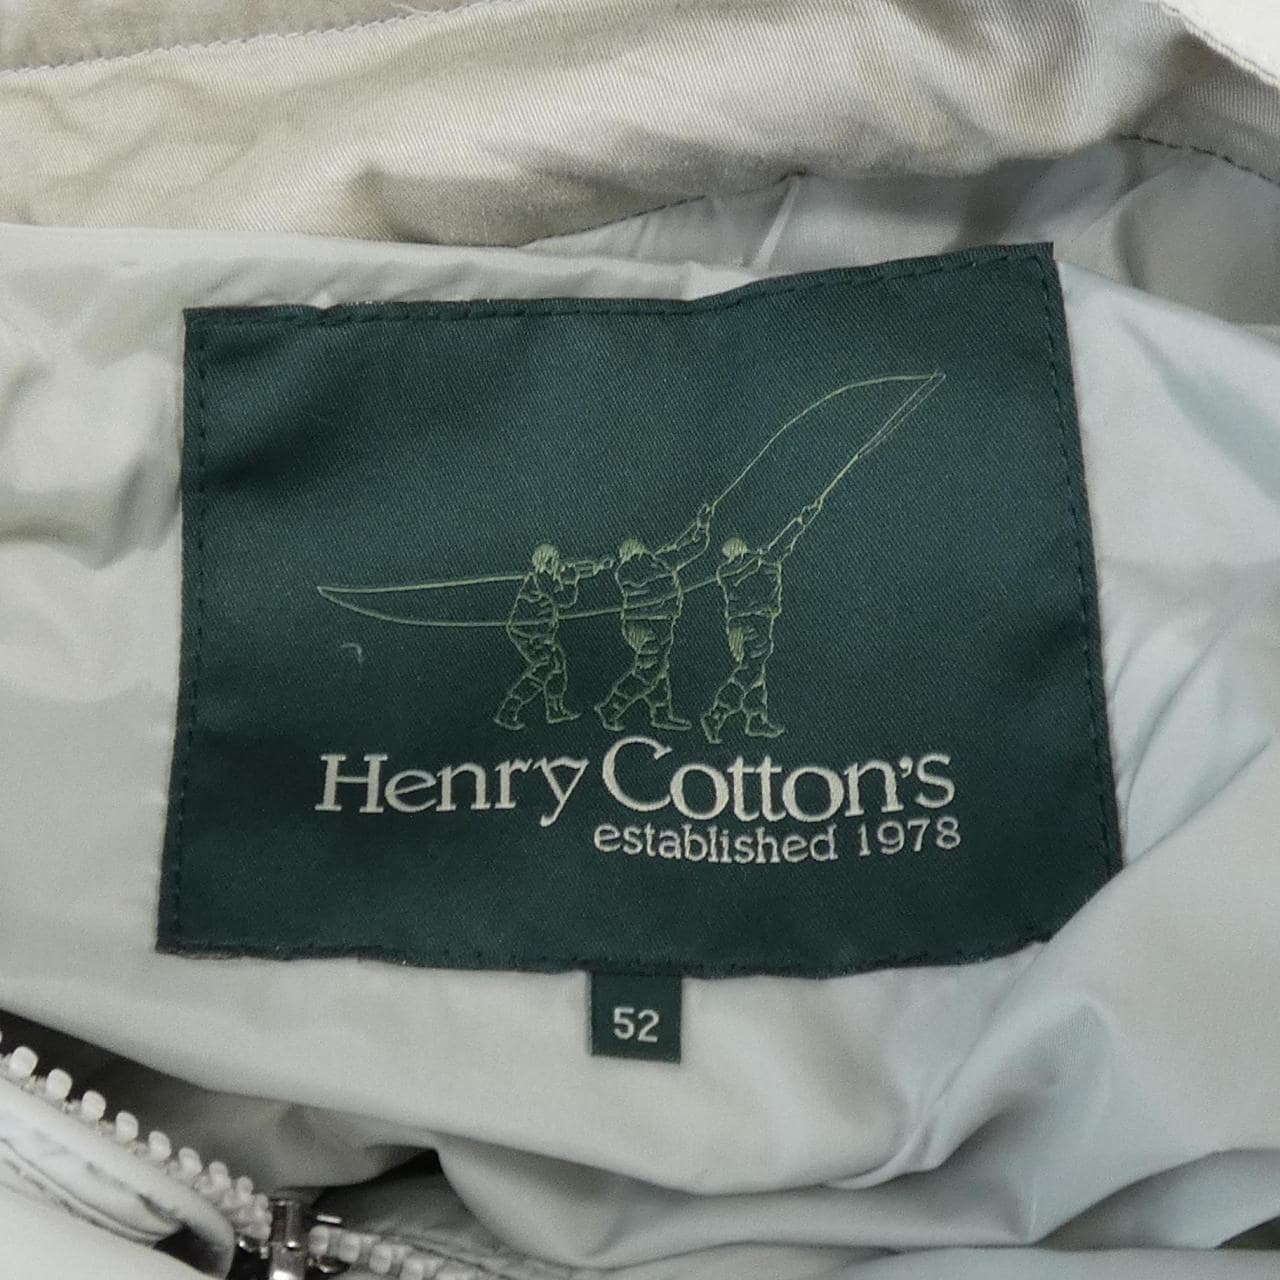 Henry Cotton's
established 1978
52